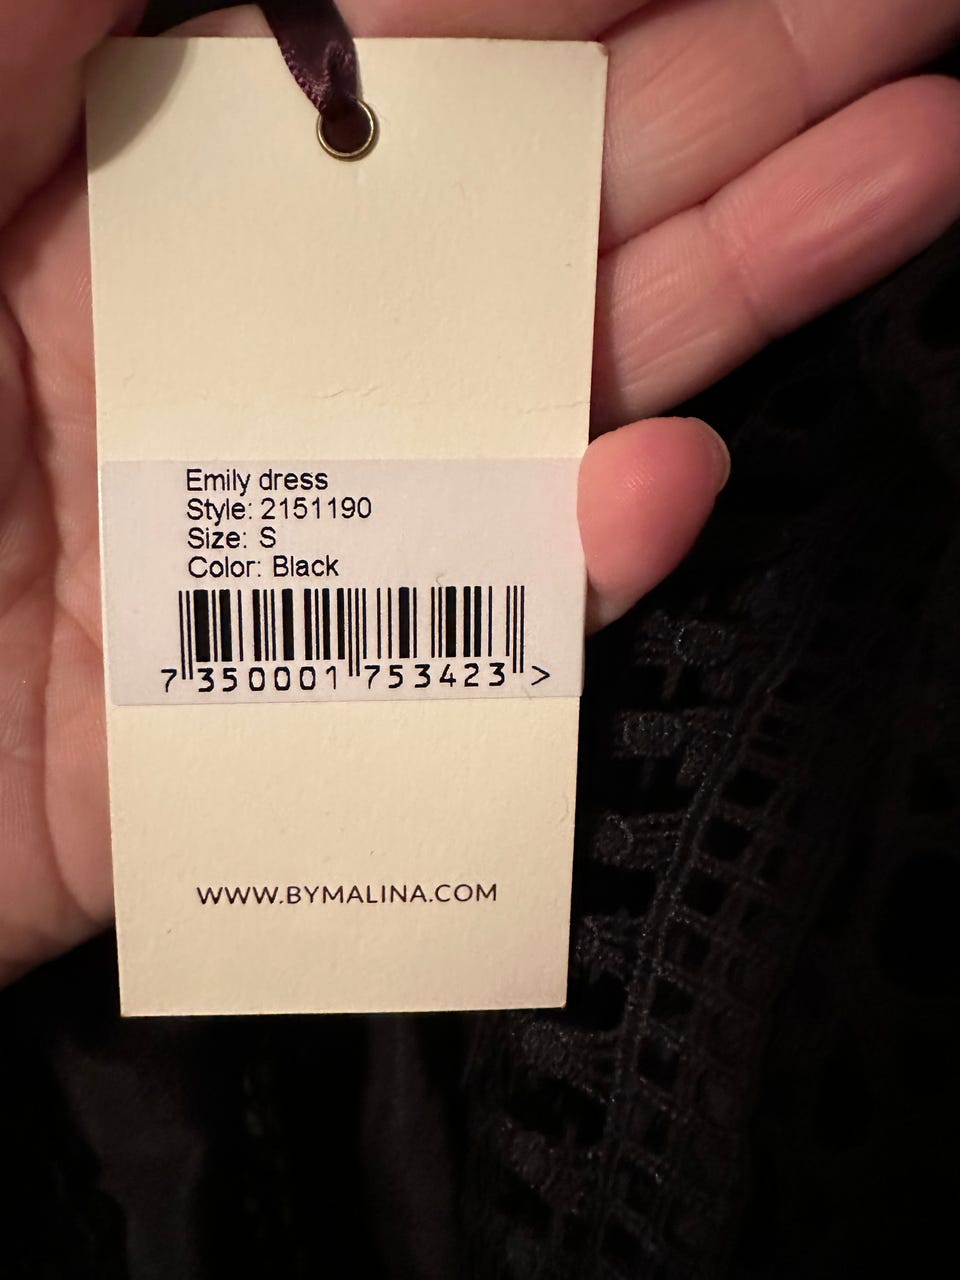 Emily dress
Style: 2151190
Size: S
Color: Black
7 350001 753423 >
WWW.BYMALINA.COM